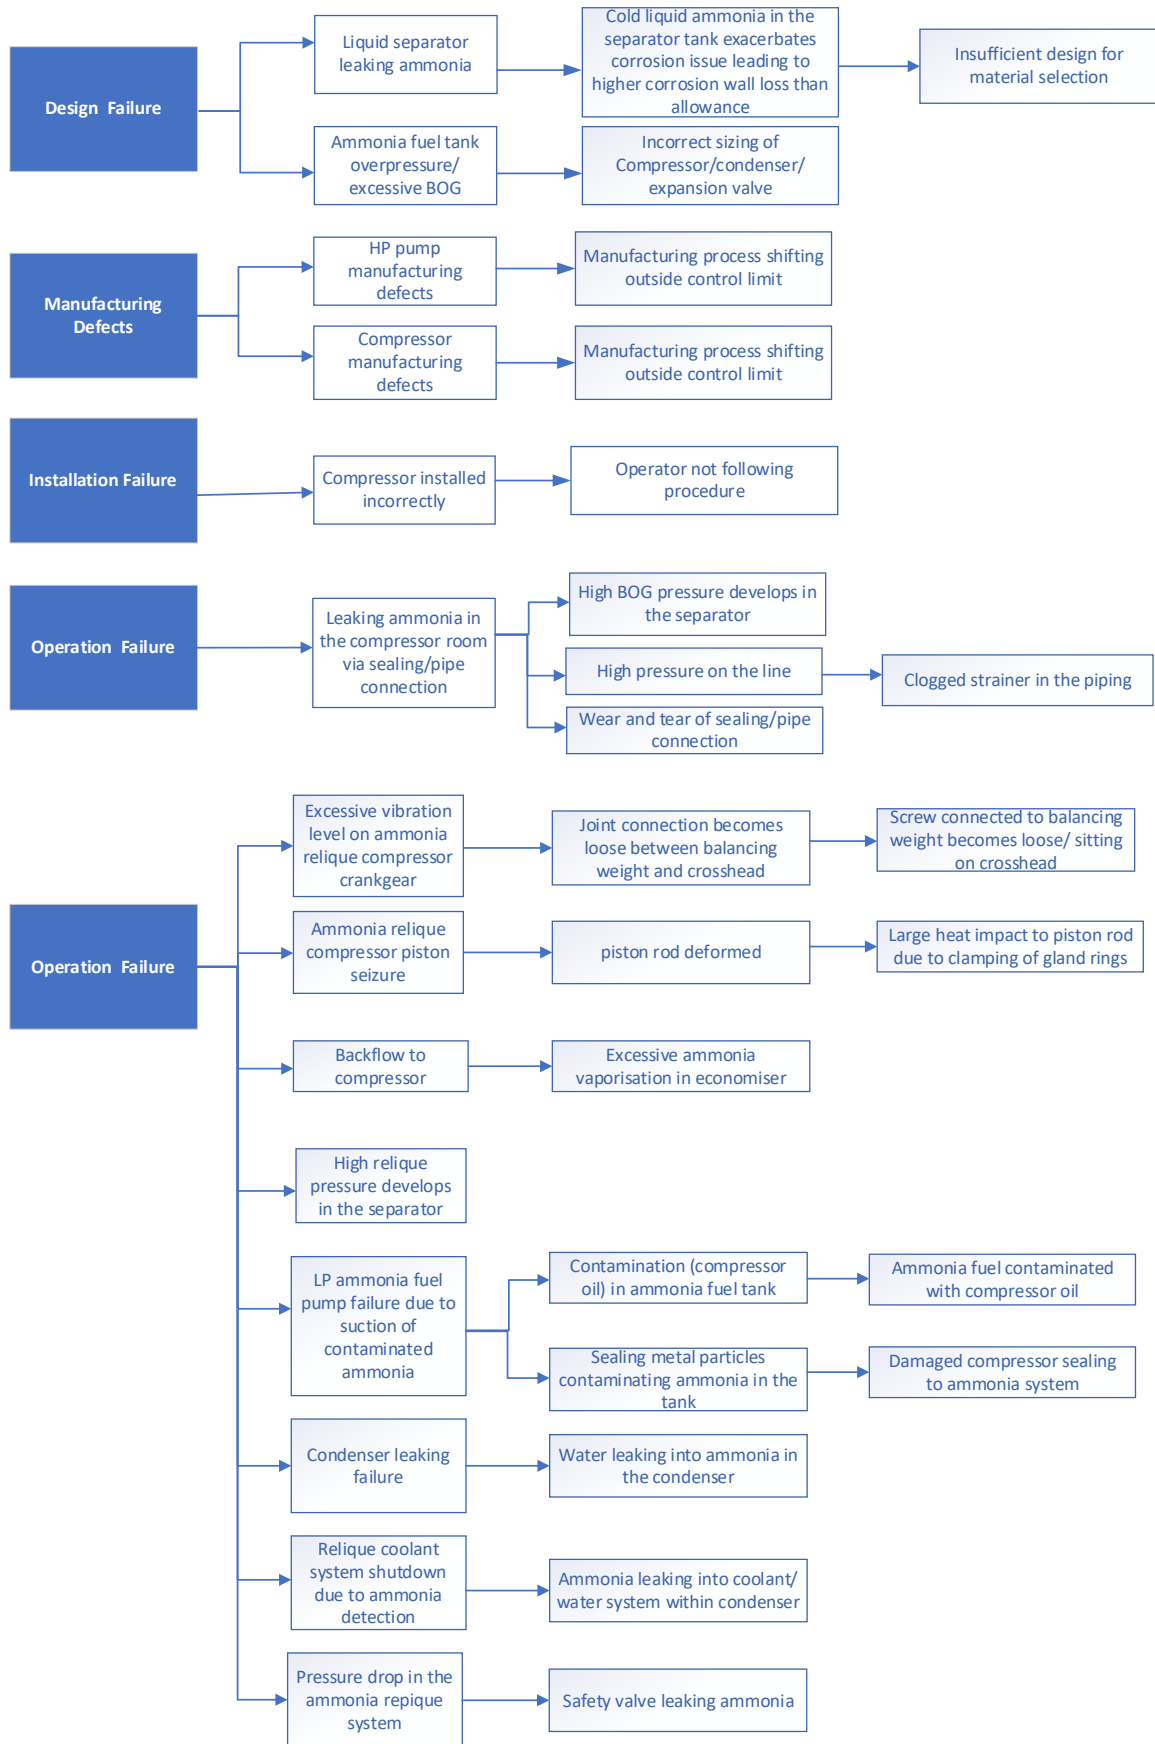 Design Failure
Liquid separator
leaking ammonia
Cold liquid ammonia in the
separator tank exacerbates
corrosion issue leading to
higher corrosion wall loss than
allowance
Insufficient design for
material selection
Ammonia fuel tank
overpressure/
excessive BOG
Incorrect sizing of
Compressor/condenser/
expansion valve
Manufacturing
Defects
HP pump
manufacturing
defects
Manufacturing process shifting
outside control limit
Compressor
manufacturing
defects
Manufacturing process shifting
outside control limit
Installation Failure
Compressor installed
incorrectly
Operator not following
procedure
Operation Failure
Leaking ammonia in
the compressor room
via sealing/pipe
connection
High BOG pressure develops in
the separator
High pressure on the line
Clogged strainer in the piping
Wear and tear of sealing/pipe
connection
Operation Failure
Excessive vibration
level on ammonia
relique compressor
crankgear
Joint connection becomes
loose between balancing
weight and crosshead
Screw connected to balancing
weight becomes loose/ sitting
on crosshead
Ammonia relique
compressor piston
seizure
piston rod deformed
Large heat impact to piston rod
due to clamping of gland rings
Backflow to
compressor
Excessive ammonia
vaporisation in economiser
High relique
pressure develops
in the separator
LP ammonia fuel
pump failure due to
suction of
contaminated
ammonia
Contamination (compressor
oil) in ammonia fuel tank
Ammonia fuel contaminated
with compressor oil
Sealing metal particles
contaminating ammonia in the
tank
Damaged compressor sealing
to ammonia system
Condenser leaking
failure
Water leaking into ammonia in
the condenser
Relique coolant
system shutdown
due to ammonia
detection
Ammonia leaking into coolant/
water system within condenser
Pressure drop in the
ammonia repique
system
Safety valve leaking ammonia